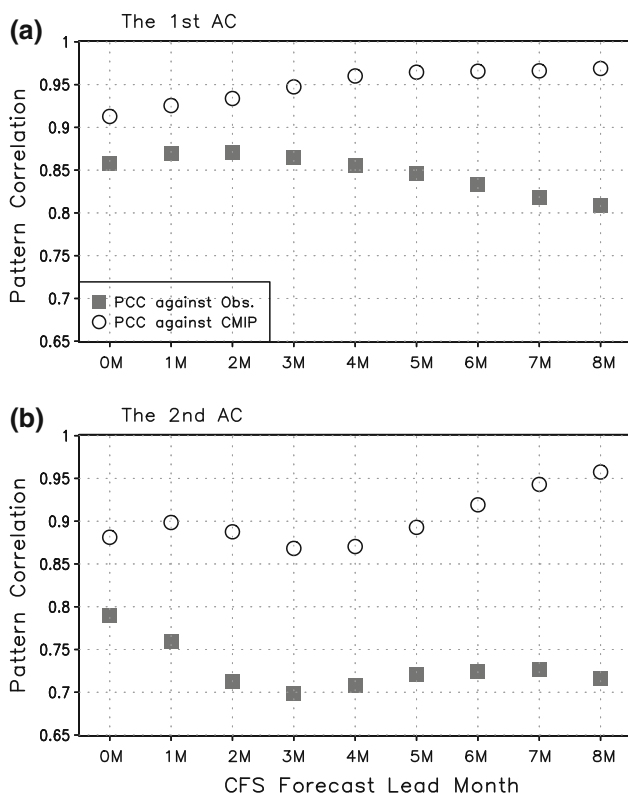 (a) The 1st AC
Pattern Correlation
1
0.95
0.9
0.85
0.8
0.75
0.7
0.65
PCC against Obs.
PCC against CMIP
0M 1M 2M 3M 4M 5M 6M 7M 8M
(b) The 2nd AC
Pattern Correlation
1
0.95
0.9
0.85
0.8
0.75
0.7
0.65
0M 1M 2M 3M 4M 5M 6M 7M 8M
CFS Forecast Lead Month